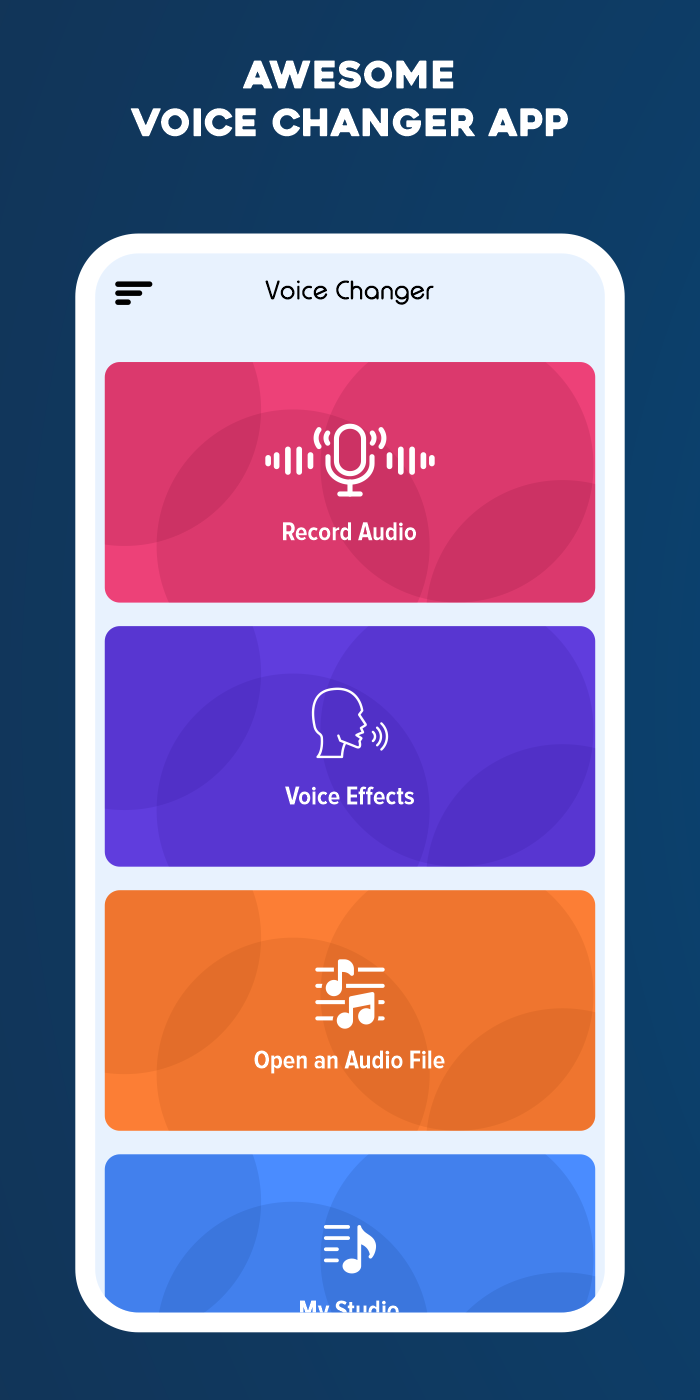 AWESOME
VOICE CHANGER APP
Voice Changer
Record Audio
Voice Effects
Open an Audio File
My Studio